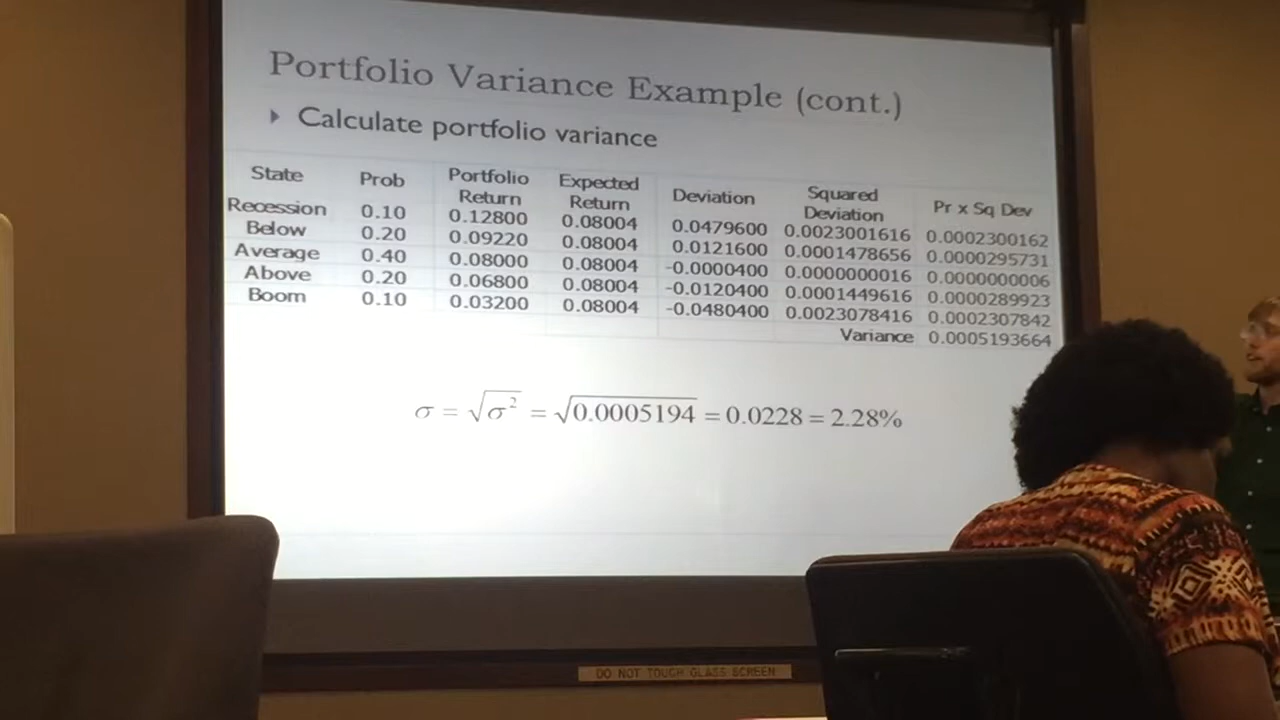 Portfolio Variance Example (cont.)
Calculate portfolio variance
State Prob Portfolio Return Expected Return Deviation Squared Deviation Pr x Sq Dev
Recession 0.10 0.12800 0.08004 0.0479600 0.0023001616 0.0002300162
Below 0.20 0.09220 0.08004 0.0121600 0.0001478656 0.0000295731
Average 0.40 0.08000 0.08004 -0.0000400 0.0000000016 0.0000000006
Above 0.20 0.06800 0.08004 -0.0120400 0.0001449616 0.0000289923
Boom 0.10 0.03200 0.08004 -0.0480400 0.0023078416 0.0002307842
Variance 0.0005193664
σ = √σ² = √0.0005194 = 0.0228 = 2.28%
DO NOT TOUCH GLASS SCREEN